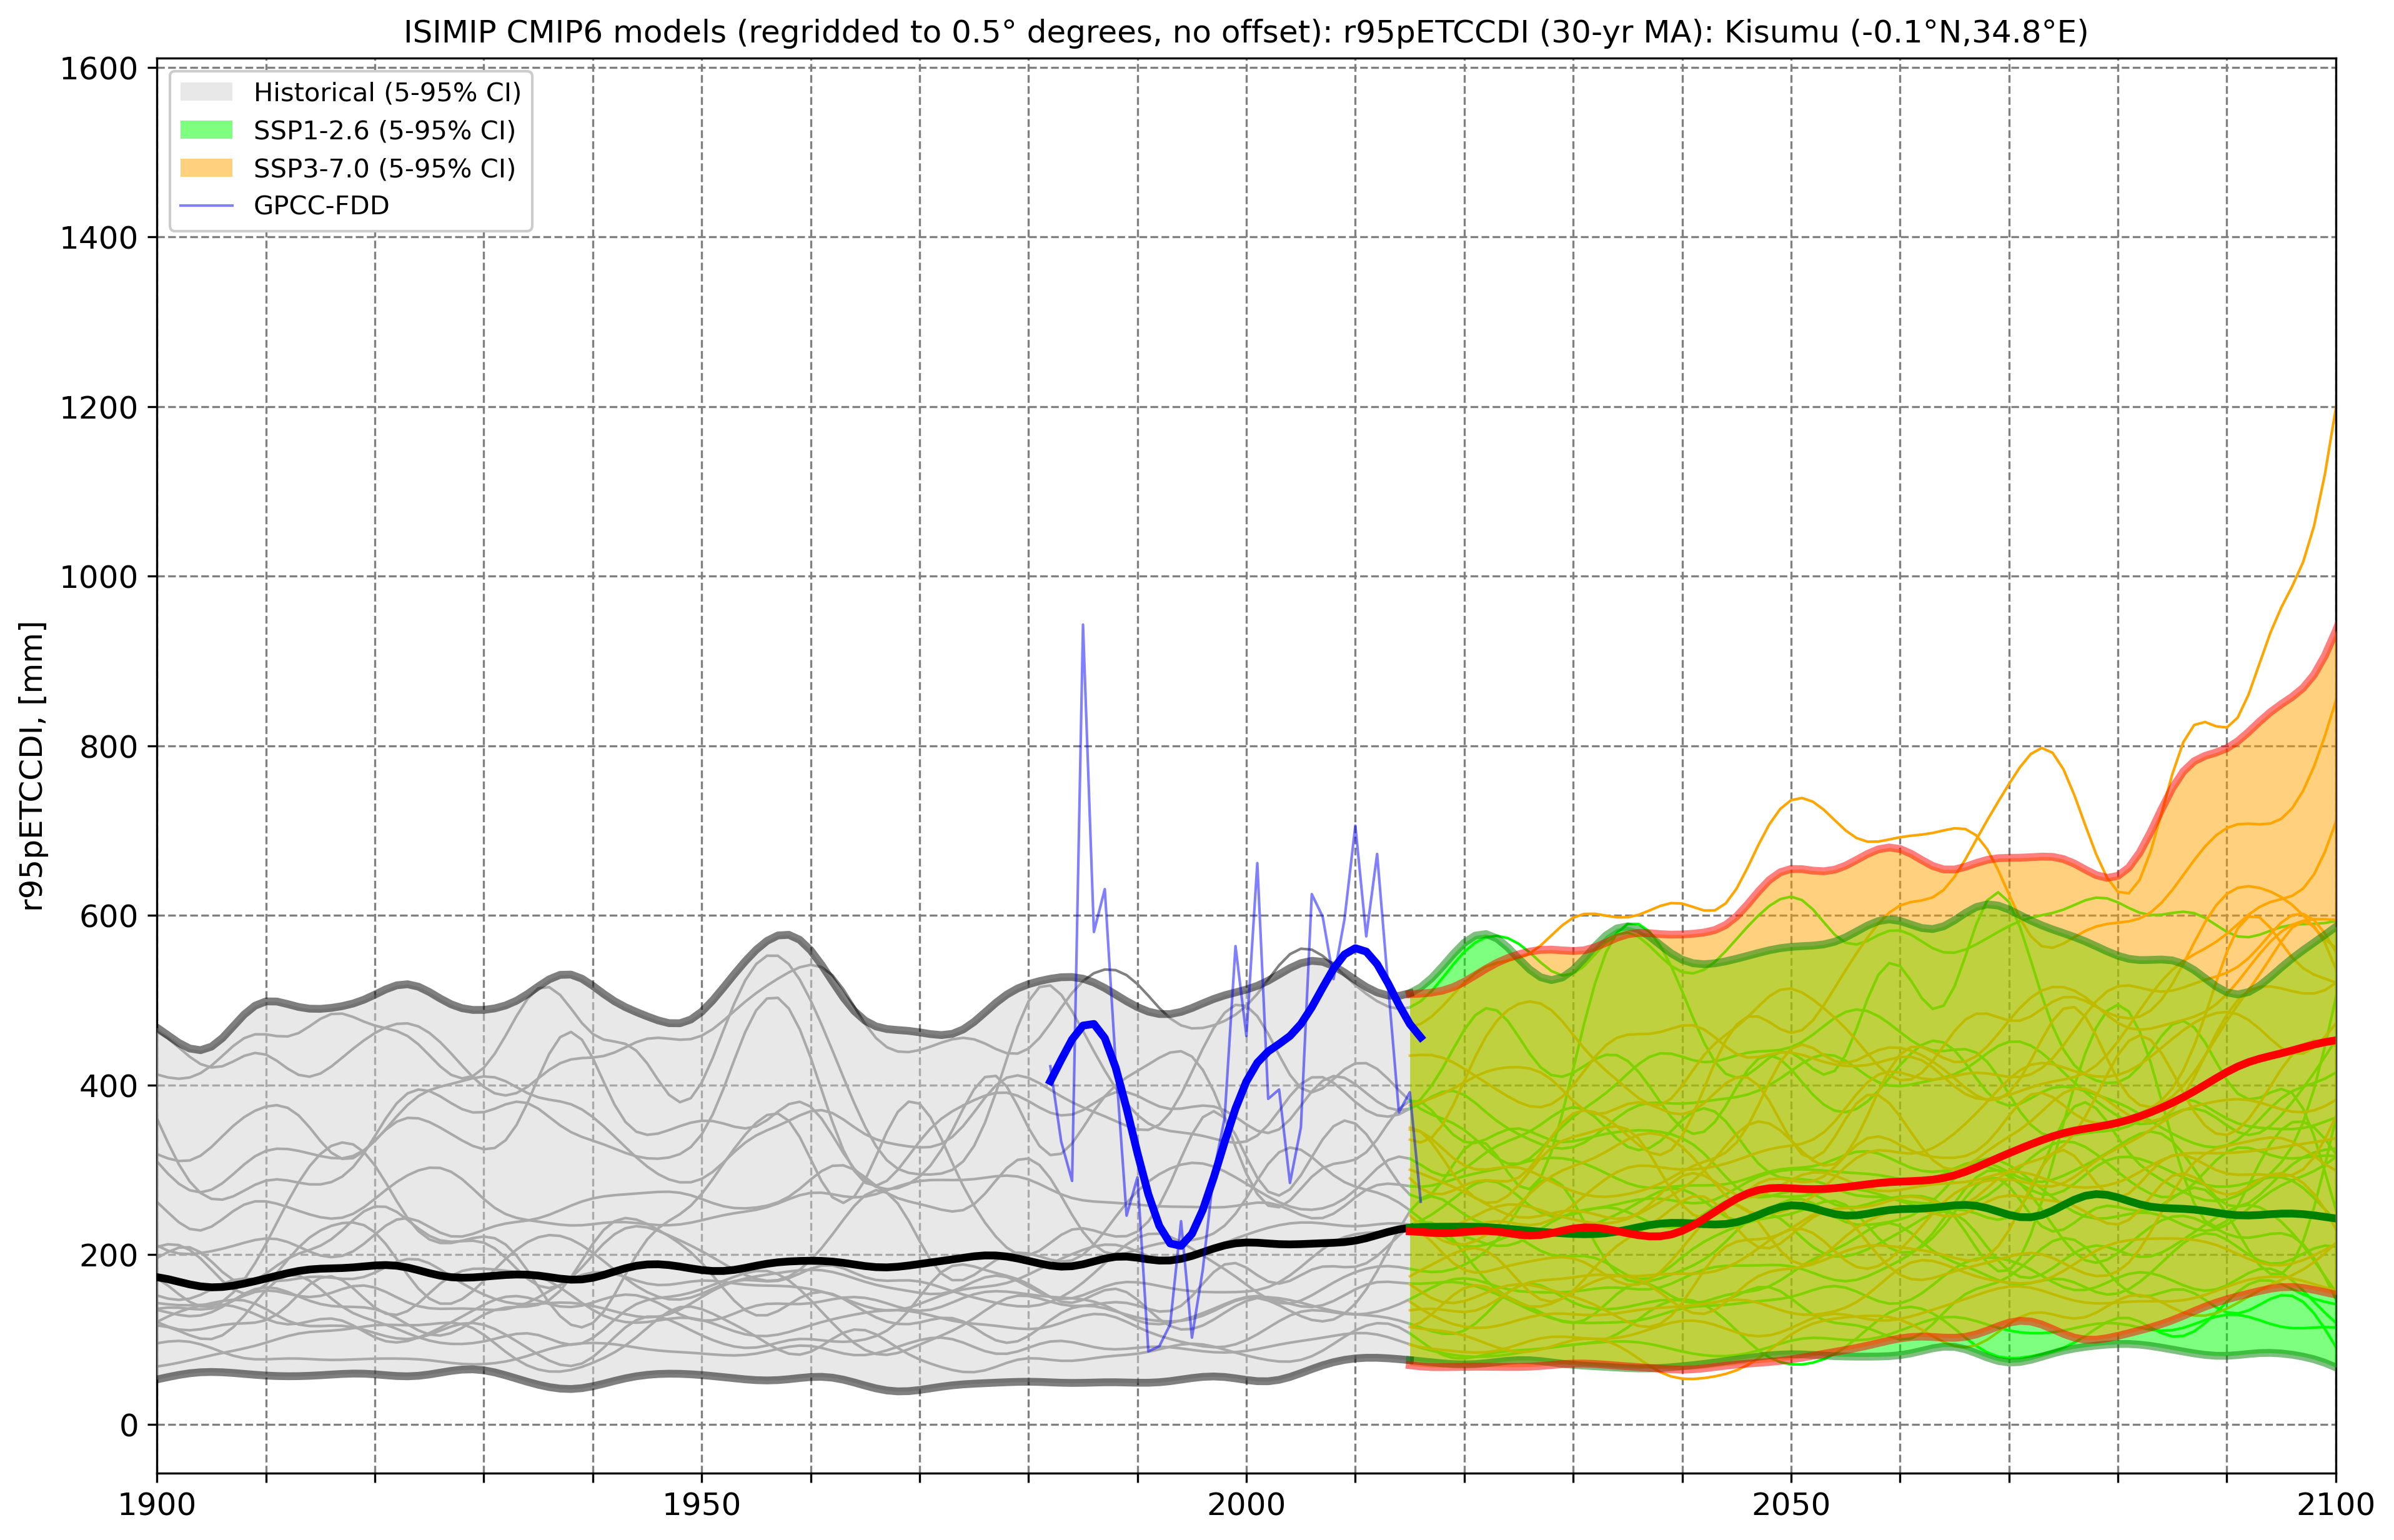 ISIMIP CMIP6 models (regridded to 0.5° degrees, no offset): r95pETCCDI (30-yr MA): Kisumu (-0.1°N,34.8°E)
Historical (5-95% CI)
SSP1-2.6 (5-95% CI)
SSP3-7.0 (5-95% CI)
GPCC-FDD
r95pETCCDI, [mm]
1600
1400
1200
1000
800
600
400
200
0
1900
1950
2000
2050
2100